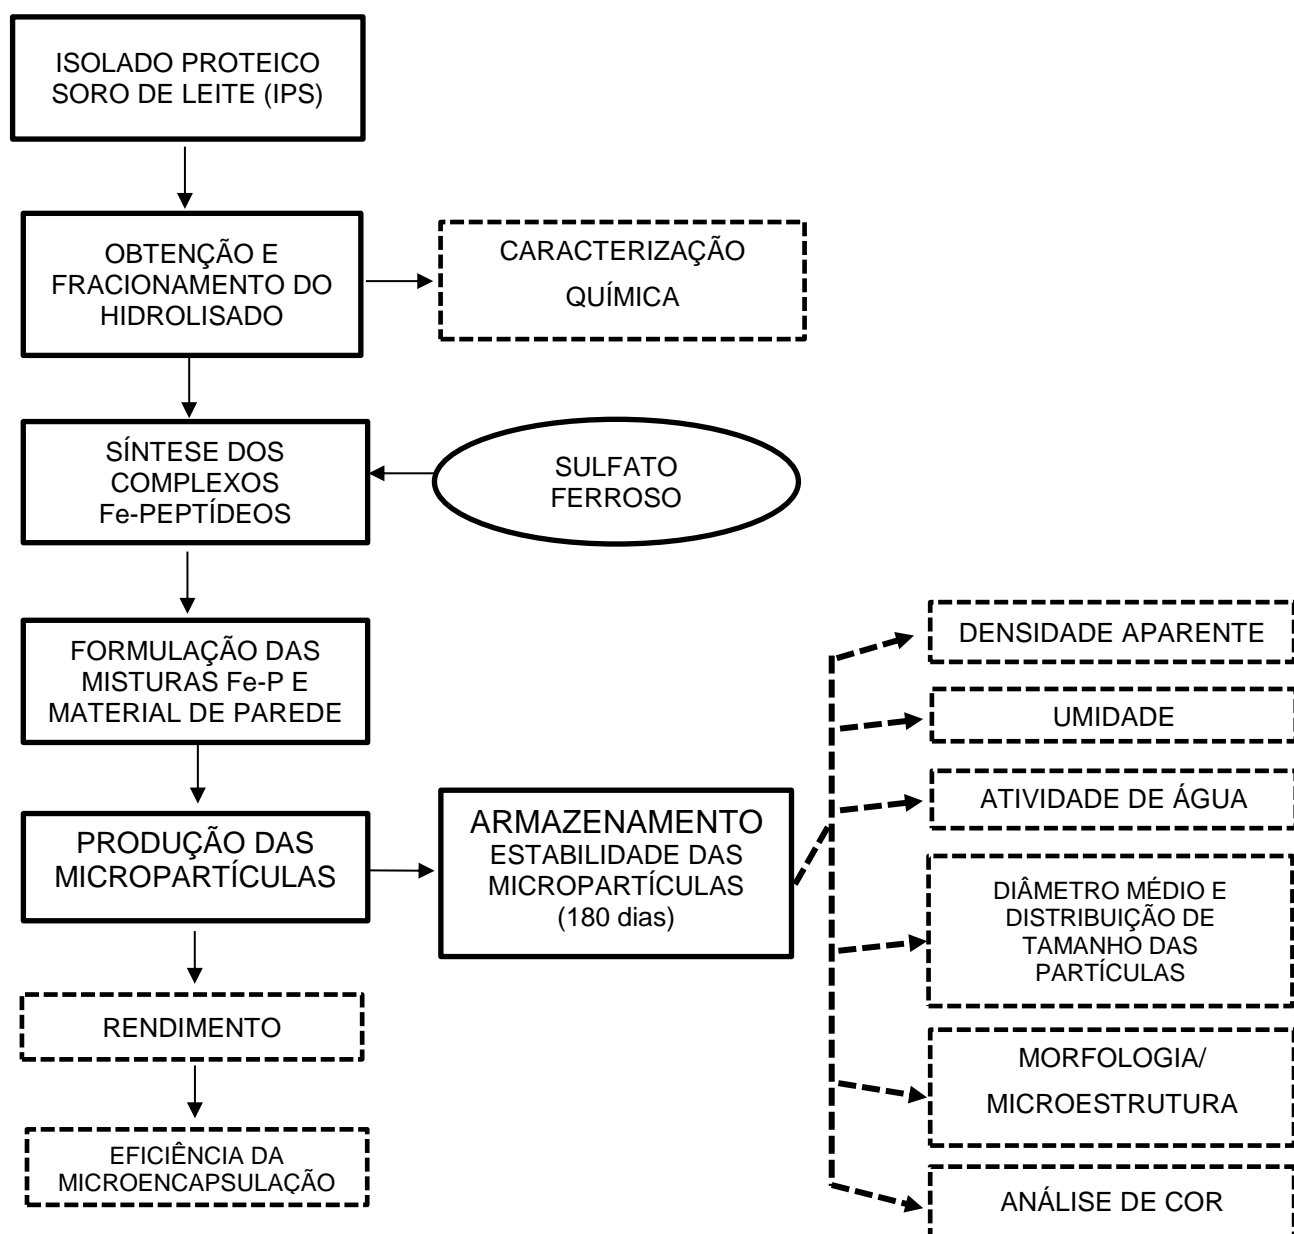 ISOLADO PROTEICO
SORO DE LEITE (IPS)
OBTENÇÃO E
FRACIONAMENTO DO
HIDROLISADO
CARACTERIZAÇÃO
QUÍMICA
SÍNTESE DOS
COMPLEXOS
Fe-PEPTÍDEOS
SULFATO
FERROSO
FORMULAÇÃO DAS
MISTURAS Fe-P E
MATERIAL DE PAREDE
PRODUÇÃO DAS
MICROPARTÍCULAS
ARMAZENAMENTO
ESTABILIDADE DAS
MICROPARTÍCULAS
(180 dias)
RENDIMENTO
EFICIÊNCIA DA
MICROENCAPSULAÇÃO
DENSIDADE APARENTE
UMIDADE
ATIVIDADE DE ÁGUA
DIÂMETRO MÉDIO E
DISTRIBUIÇÃO DE
TAMANHO DAS
PARTÍCULAS
MORFOLOGIA/
MICROESTRUTURA
ANÁLISE DE COR